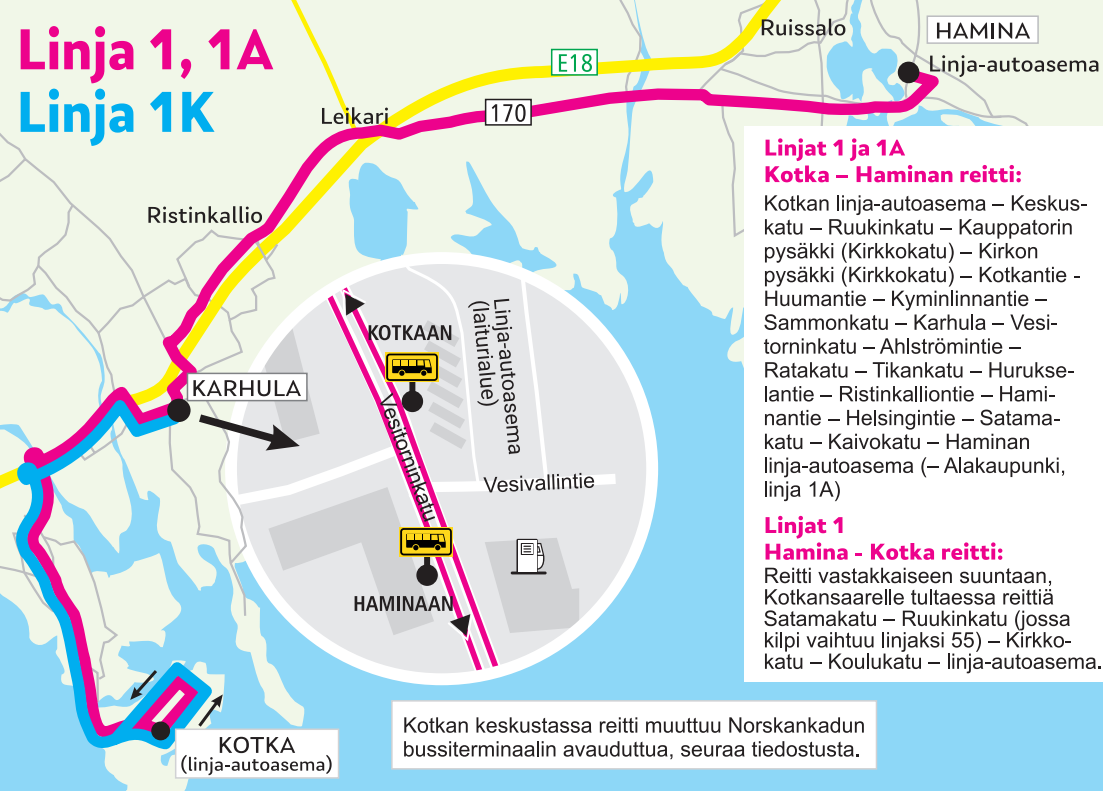 Linja 1, 1A
Linja 1K
Ruissalo
HAMINA
Linja-autoasema
E18
170
Leikari
Ristinkallio
KARHULA
KOTKAAN
Linja-autoasema
(laiturialue)
Vesitorninkatu
Vesivallintie
HAMINAAN
KOTKA
(linja-autoasema)
Linjat 1 ja 1A
Kotka – Haminan reitti:
Kotkan linja-autoasema – Keskus-
katu – Ruukinkatu – Kauppatorin
pysäkki (Kirkkokatu) – Kirkon
pysäkki (Kirkkokatu) – Kotkantie -
Huumantie – Kyminlinnantie –
Sammonkatu – Karhula – Vesi-
torninkatu – Ahlströmintie –
Ratakatu – Tikankatu – Hurukse-
lantie – Ristinkalliontie – Hami-
nantie – Helsingintie – Satama-
katu – Kaivokatu – Haminan
linja-autoasema (– Alakaupunki,
linja 1A)
Linjat 1
Hamina - Kotka reitti:
Reitti vastakkaiseen suuntaan,
Kotkansaarelle tultaessa reittiä
Satamakatu – Ruukinkatu (jossa
kilpi vaihtuu linjaksi 55) – Kirkko-
katu – Koulukatu – linja-autoasema.
Kotkan keskustassa reitti muuttuu Norskankadun
bussiterminaalin avauduttua, seuraa tiedostusta.